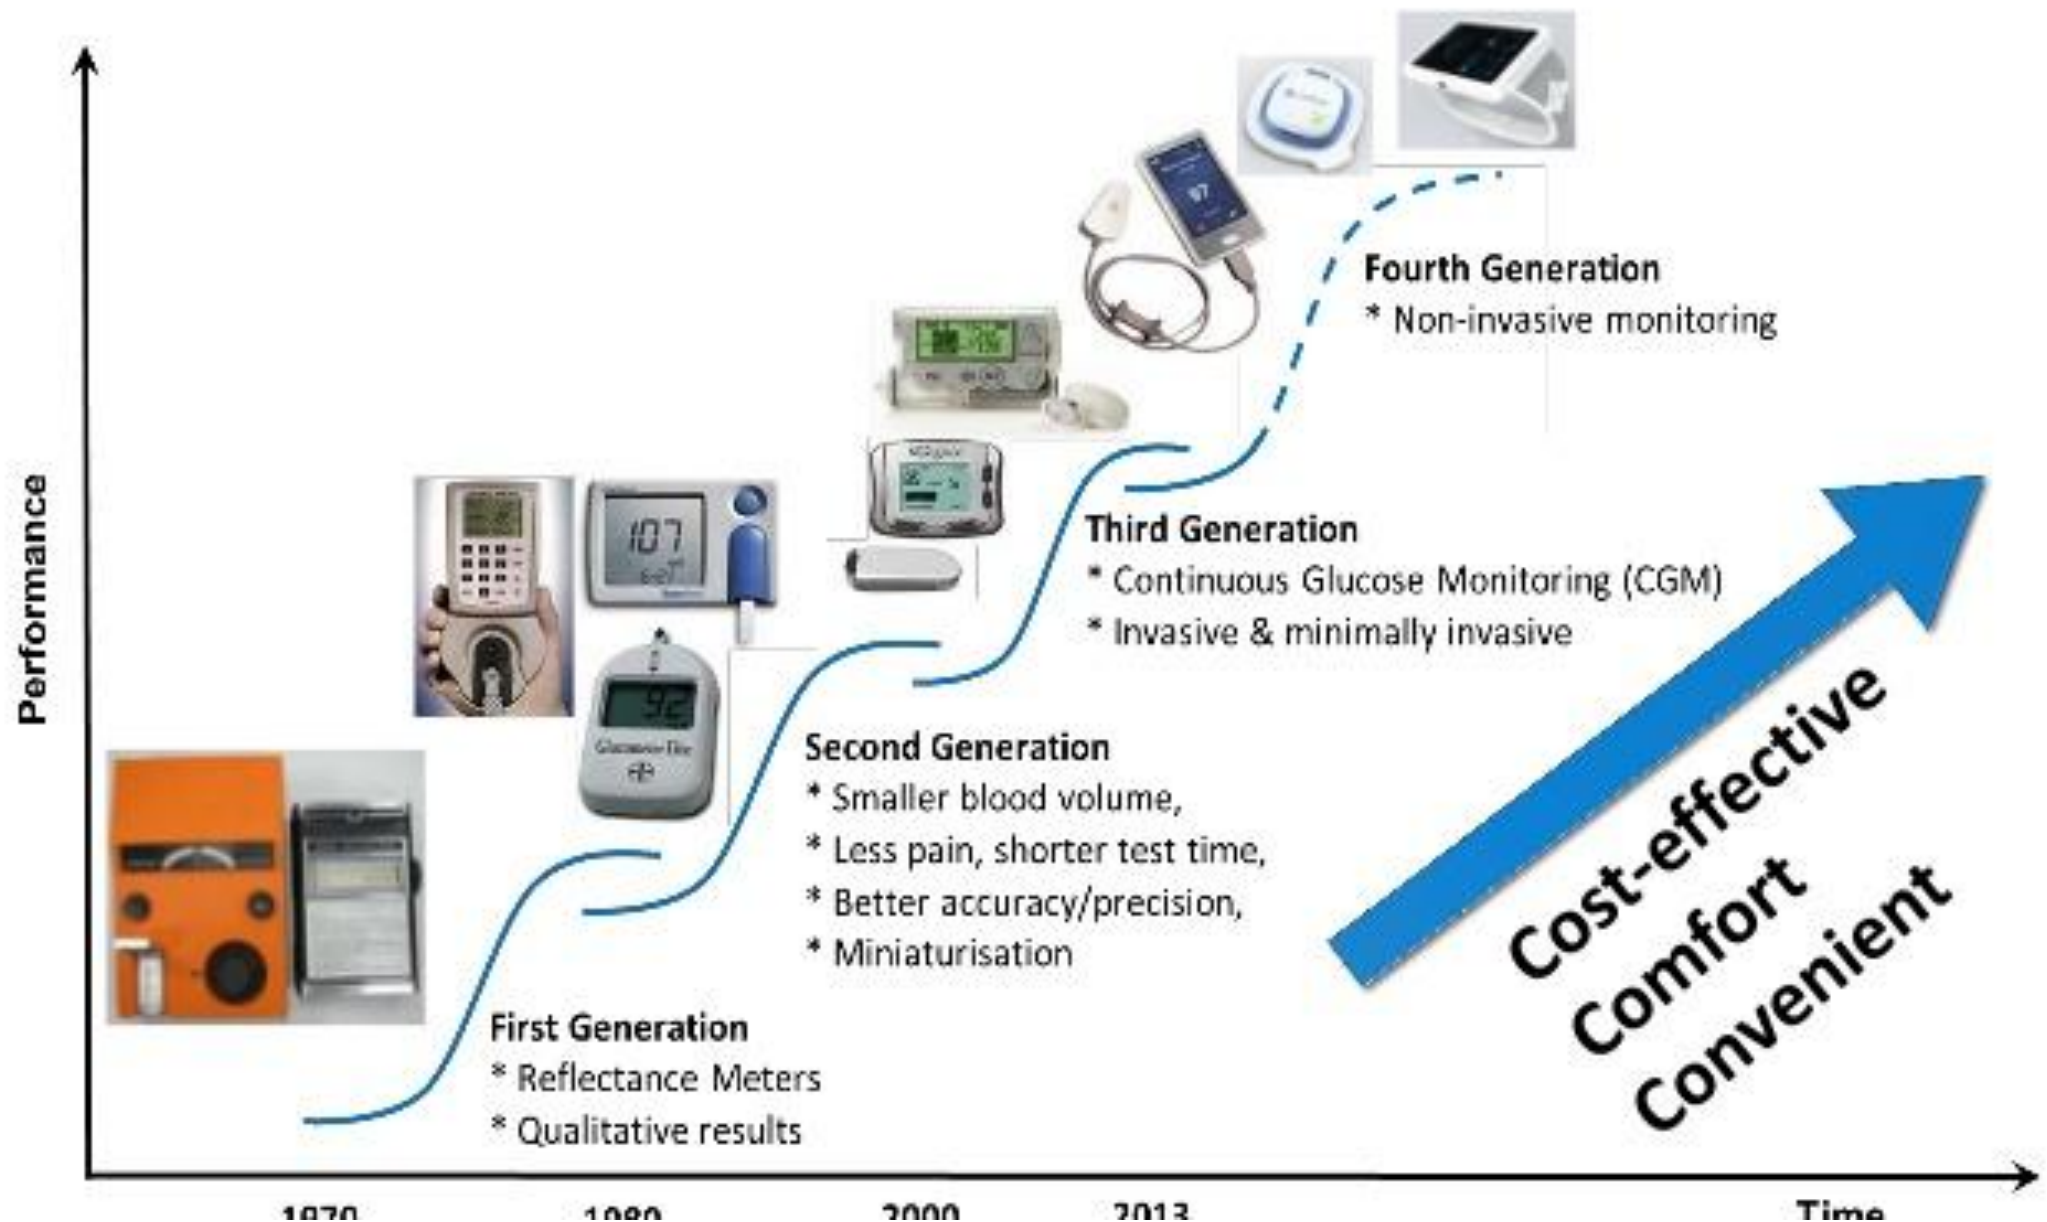 Performance
Fourth Generation
* Non-invasive monitoring
97
Third Generation
* Continuous Glucose Monitoring (CGM)
* Invasive & minimally invasive
107
92
Second Generation
* Smaller blood volume,
* Less pain, shorter test time,
* Better accuracy/precision,
* Miniaturisation
First Generation
* Reflectance Meters
* Qualitative results
Cost-effective
Comfort
Convenient
1970
1980
2000
2013
Time